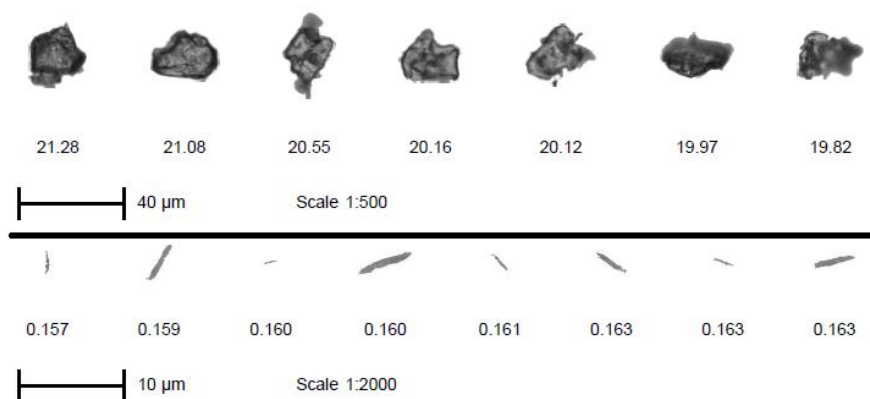 21.28 21.08 20.55 20.16 20.12 19.97 19.82
40 µm Scale 1:500
0.157 0.159 0.160 0.160 0.161 0.163 0.163 0.163
10 µm Scale 1:2000